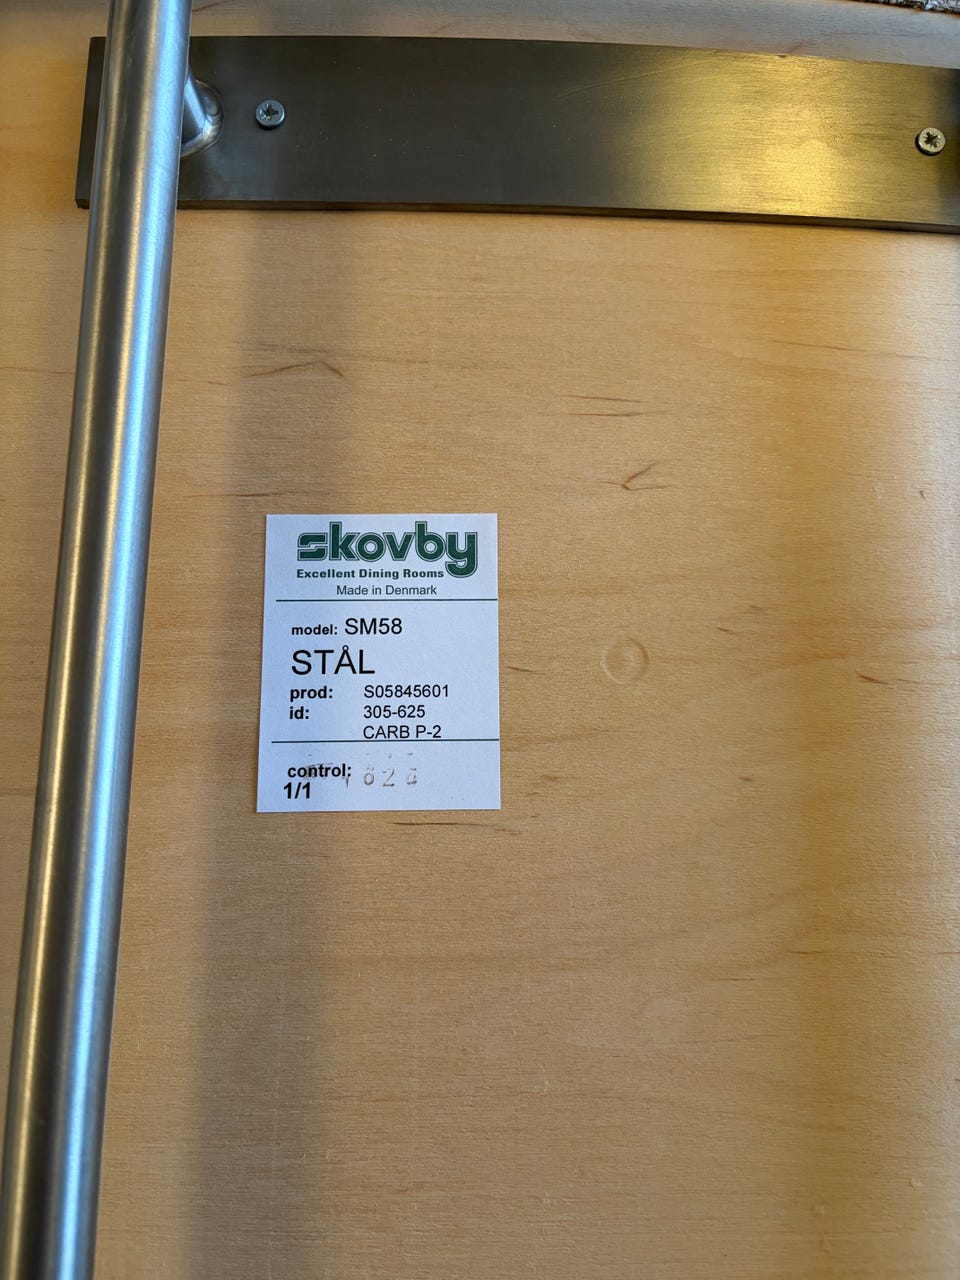 skovby
Excellent Dining Rooms
Made in Denmark
model: SM58
STÅL
prod: S05845601
id: 305-625
CARB P-2
control:
1/1